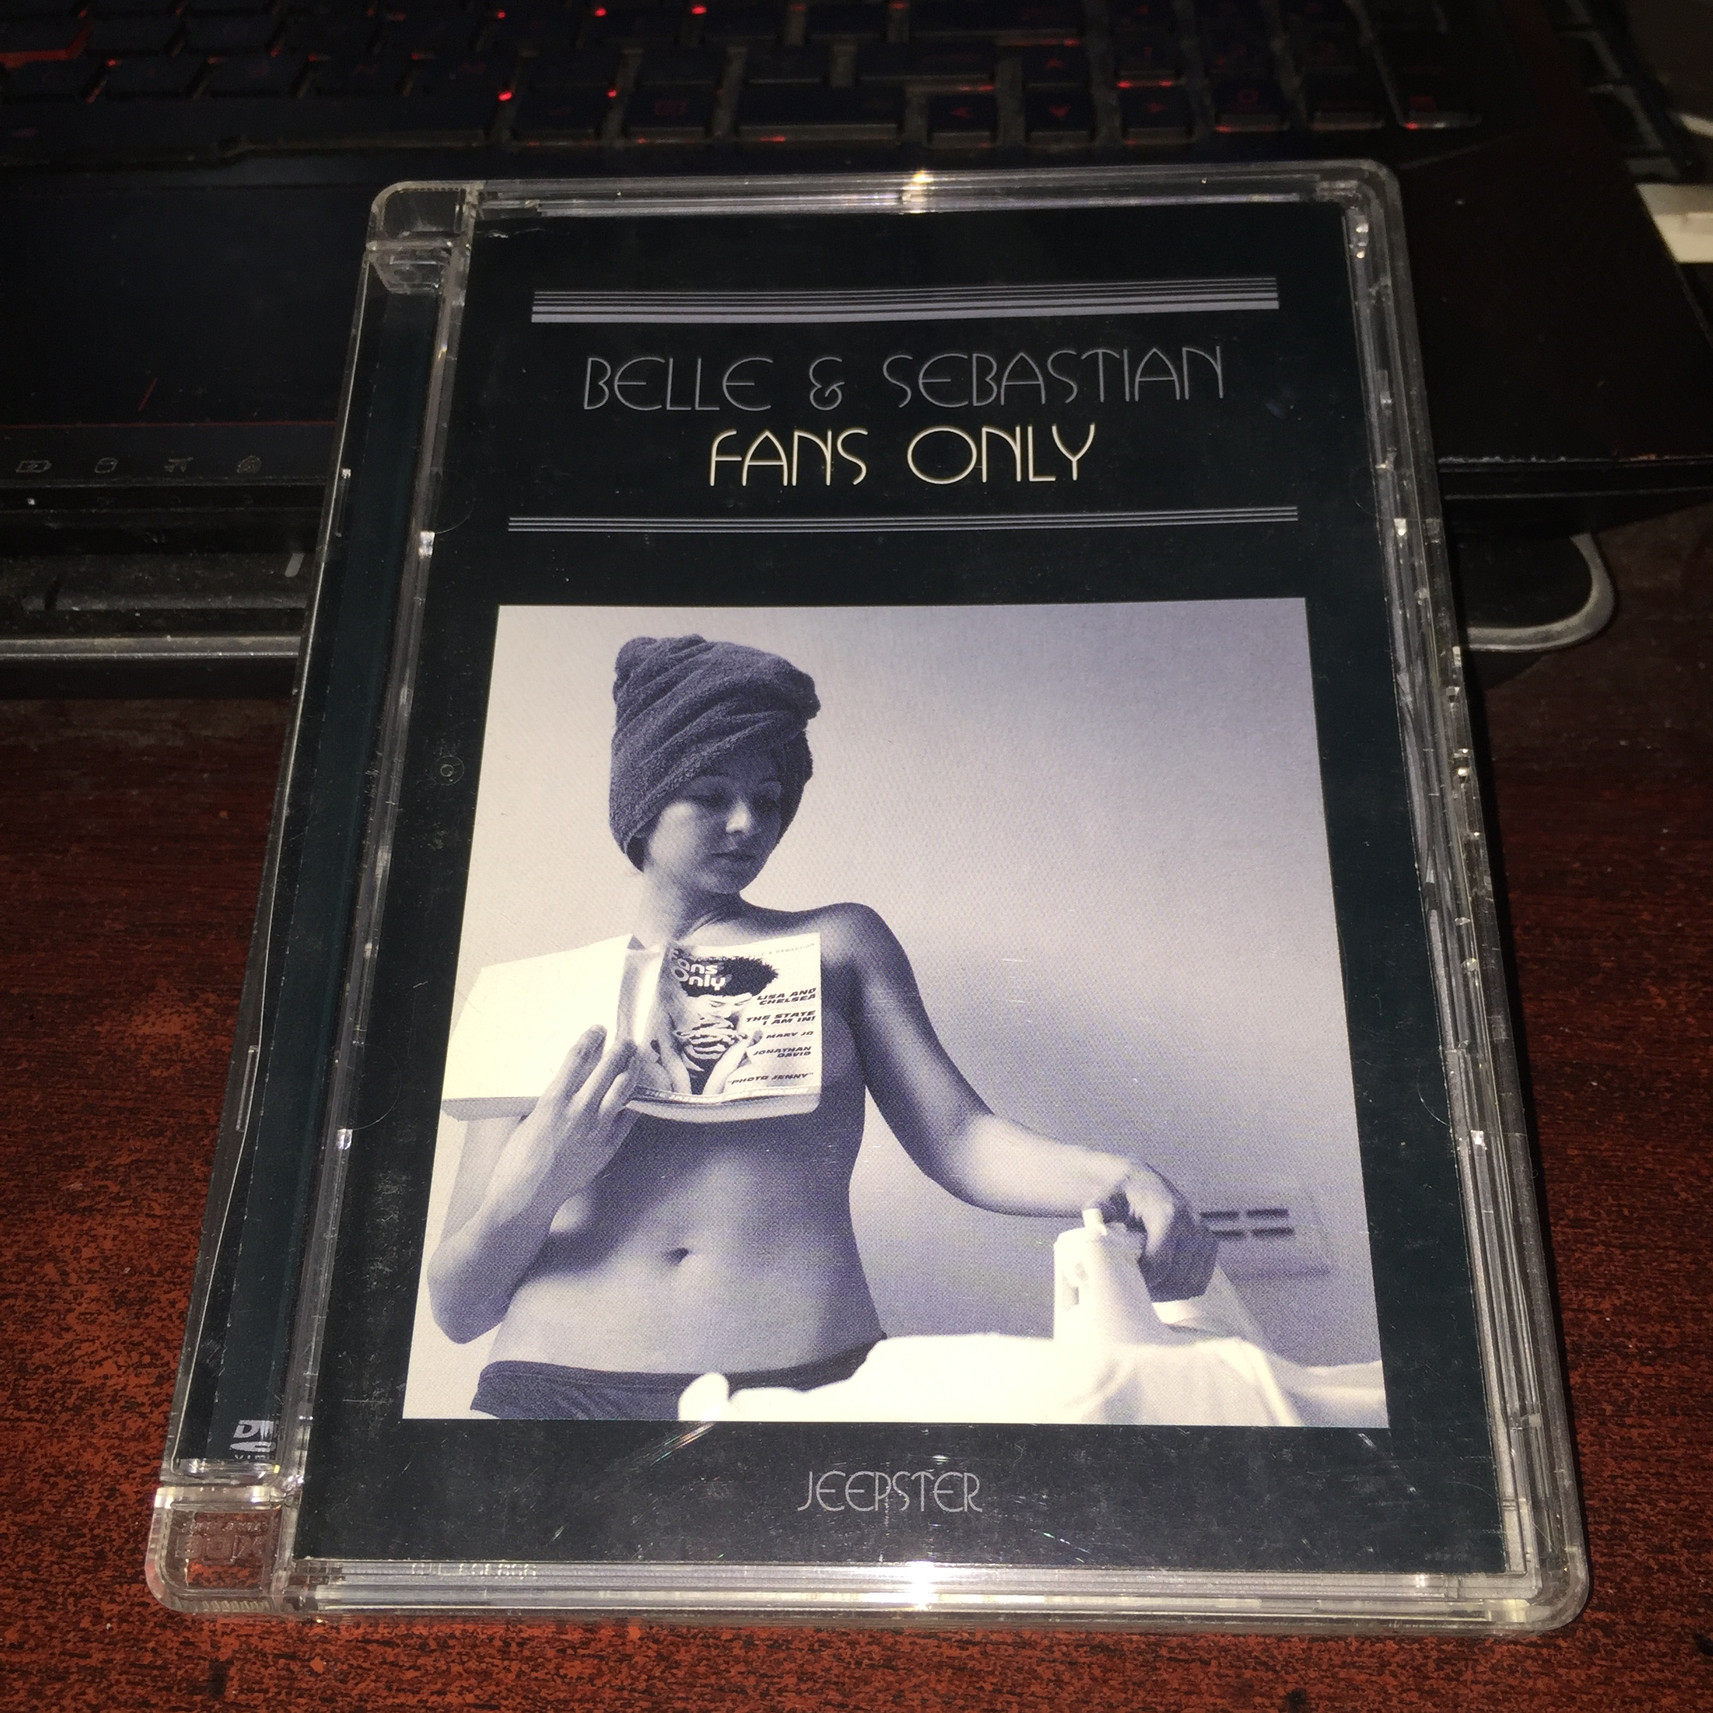 BELLE & SEBASTIAN
FANS ONLY
Fans
Only
LISA AND
CHELSEA
THE STATE
I AM IN!
MARY JO
JONATHAN
DAVID
"PHOTO JENNY"
JEEPSTER